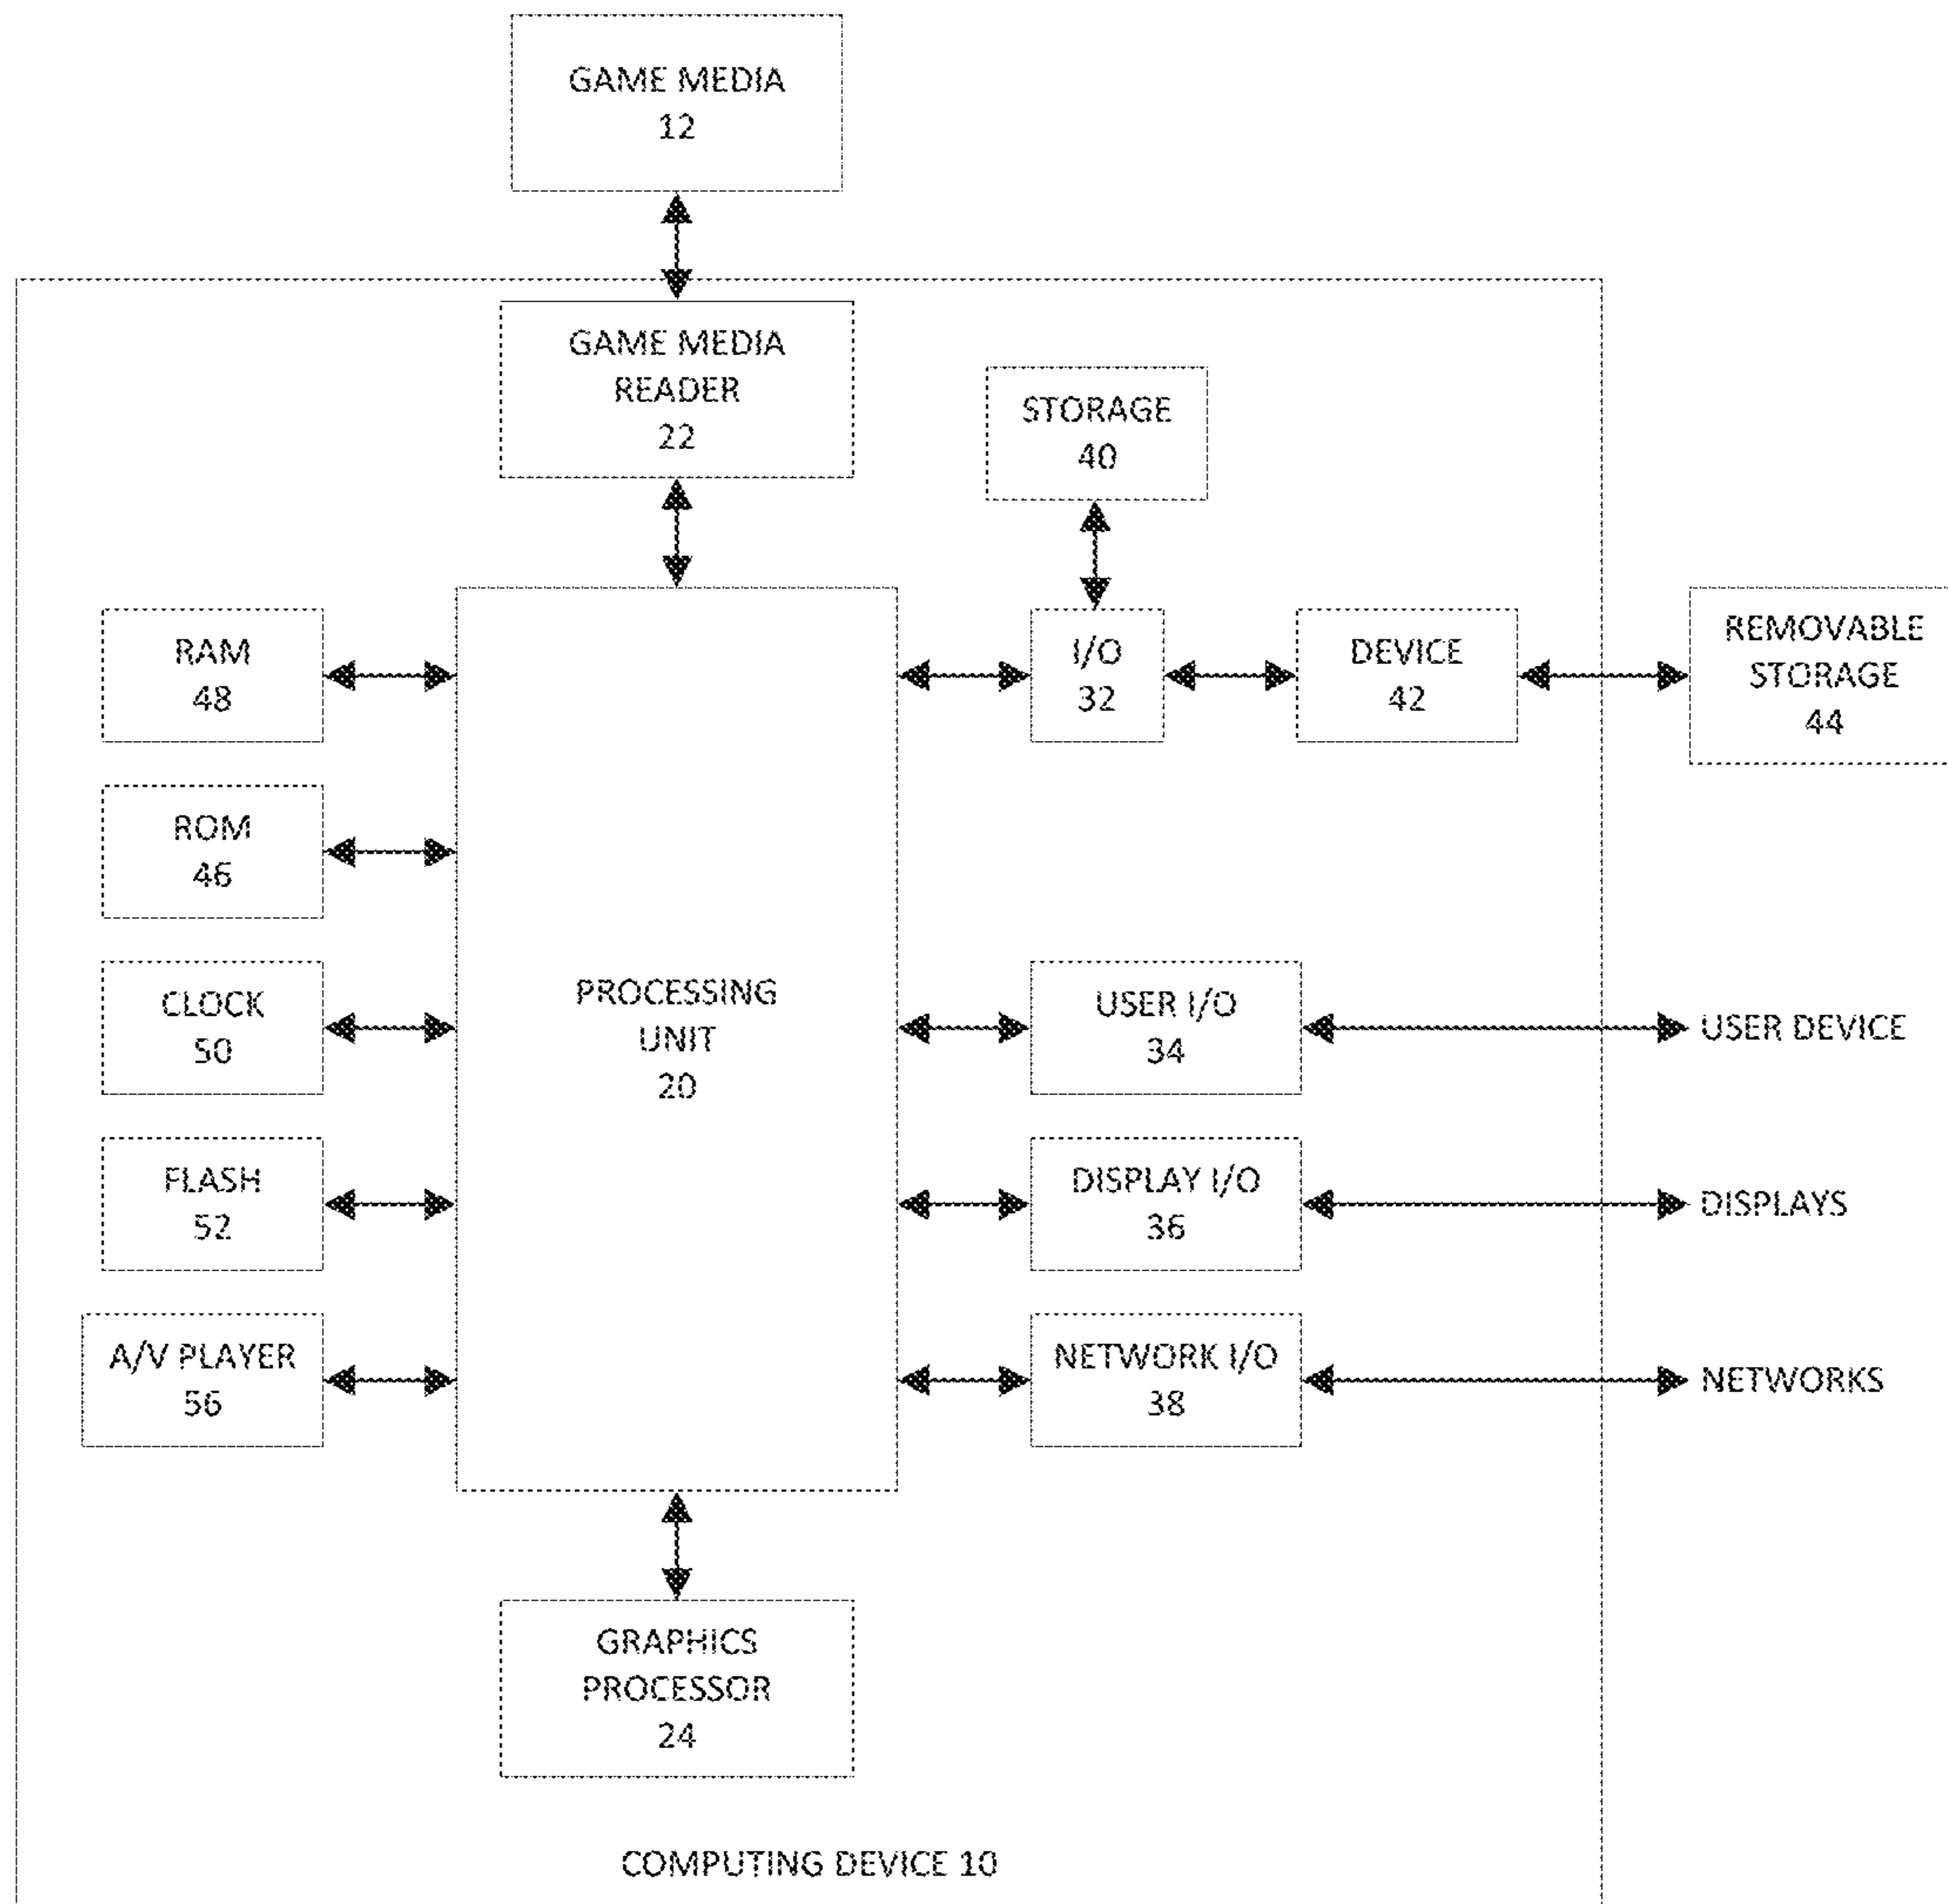 GAME MEDIA
12
GAME MEDIA
READER
22
STORAGE
40
RAM
48
I/O
32
DEVICE
42
REMOVABLE
STORAGE
44
ROM
46
CLOCK
50
PROCESSING
UNIT
20
USER I/O
34
USER DEVICE
FLASH
52
DISPLAY I/O
36
DISPLAYS
A/V PLAYER
56
NETWORK I/O
38
NETWORKS
GRAPHICS
PROCESSOR
24
COMPUTING DEVICE 10